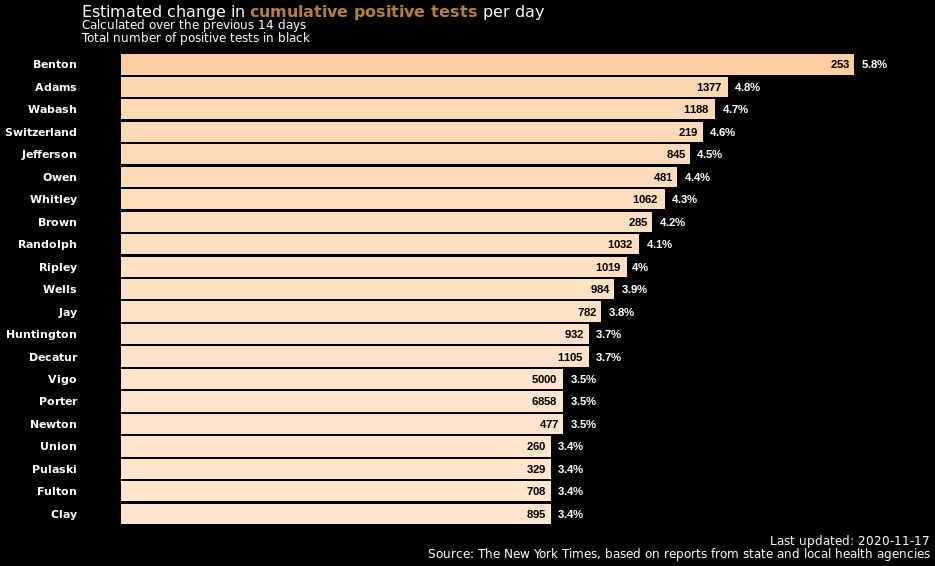 Estimated change in cumulative positive tests per day
Calculated over the previous 14 days
Total number of positive tests in black
Benton 253 5.8%
Adams 1377 4.8%
Wabash 1188 4.7%
Switzerland 219 4.6%
Jefferson 845 4.5%
Owen 481 4.4%
Whitley 1062 4.3%
Brown 285 4.2%
Randolph 1032 4.1%
Ripley 1019 4%
Wells 984 3.9%
Jay 782 3.8%
Huntington 932 3.7%
Decatur 1105 3.7%
Vigo 5000 3.5%
Porter 6858 3.5%
Newton 477 3.5%
Union 260 3.4%
Pulaski 329 3.4%
Fulton 708 3.4%
Clay 895 3.4%
Last updated: 2020-11-17
Source: The New York Times, based on reports from state and local health agencies